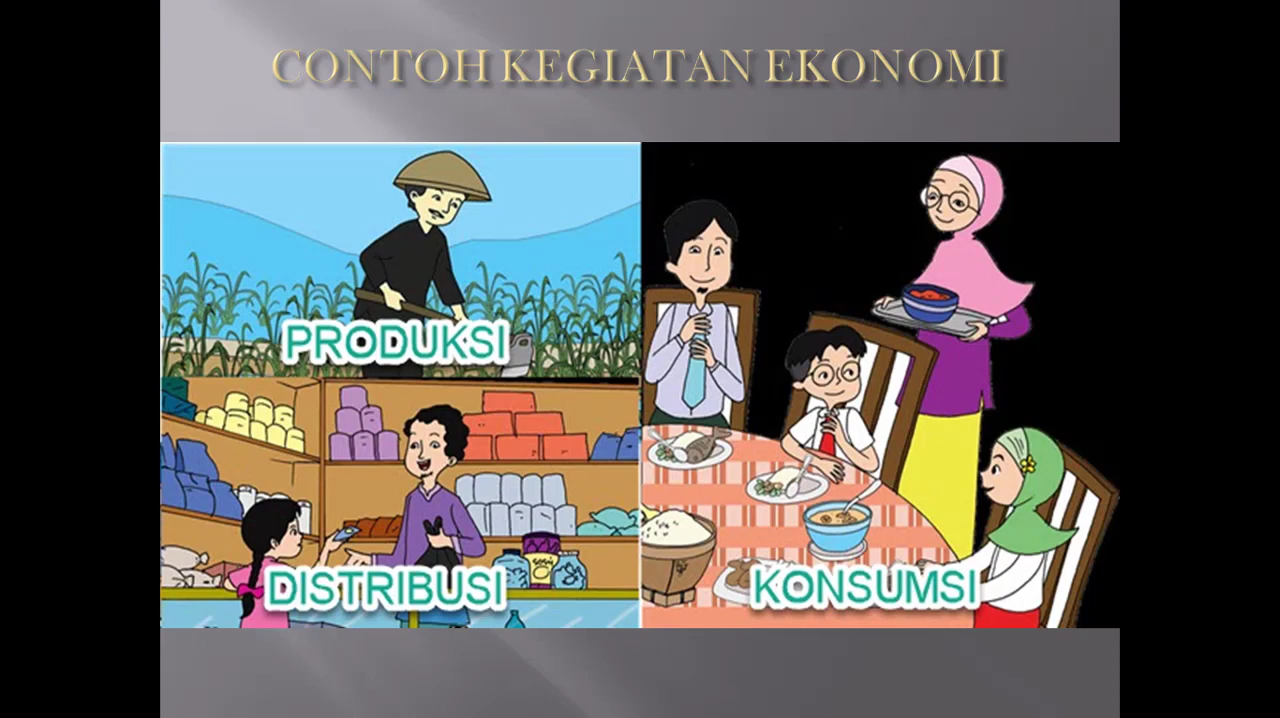 CONTOH KEGIATAN EKONOMI
PRODUKSI
DISTRIBUSI
KONSUMSI